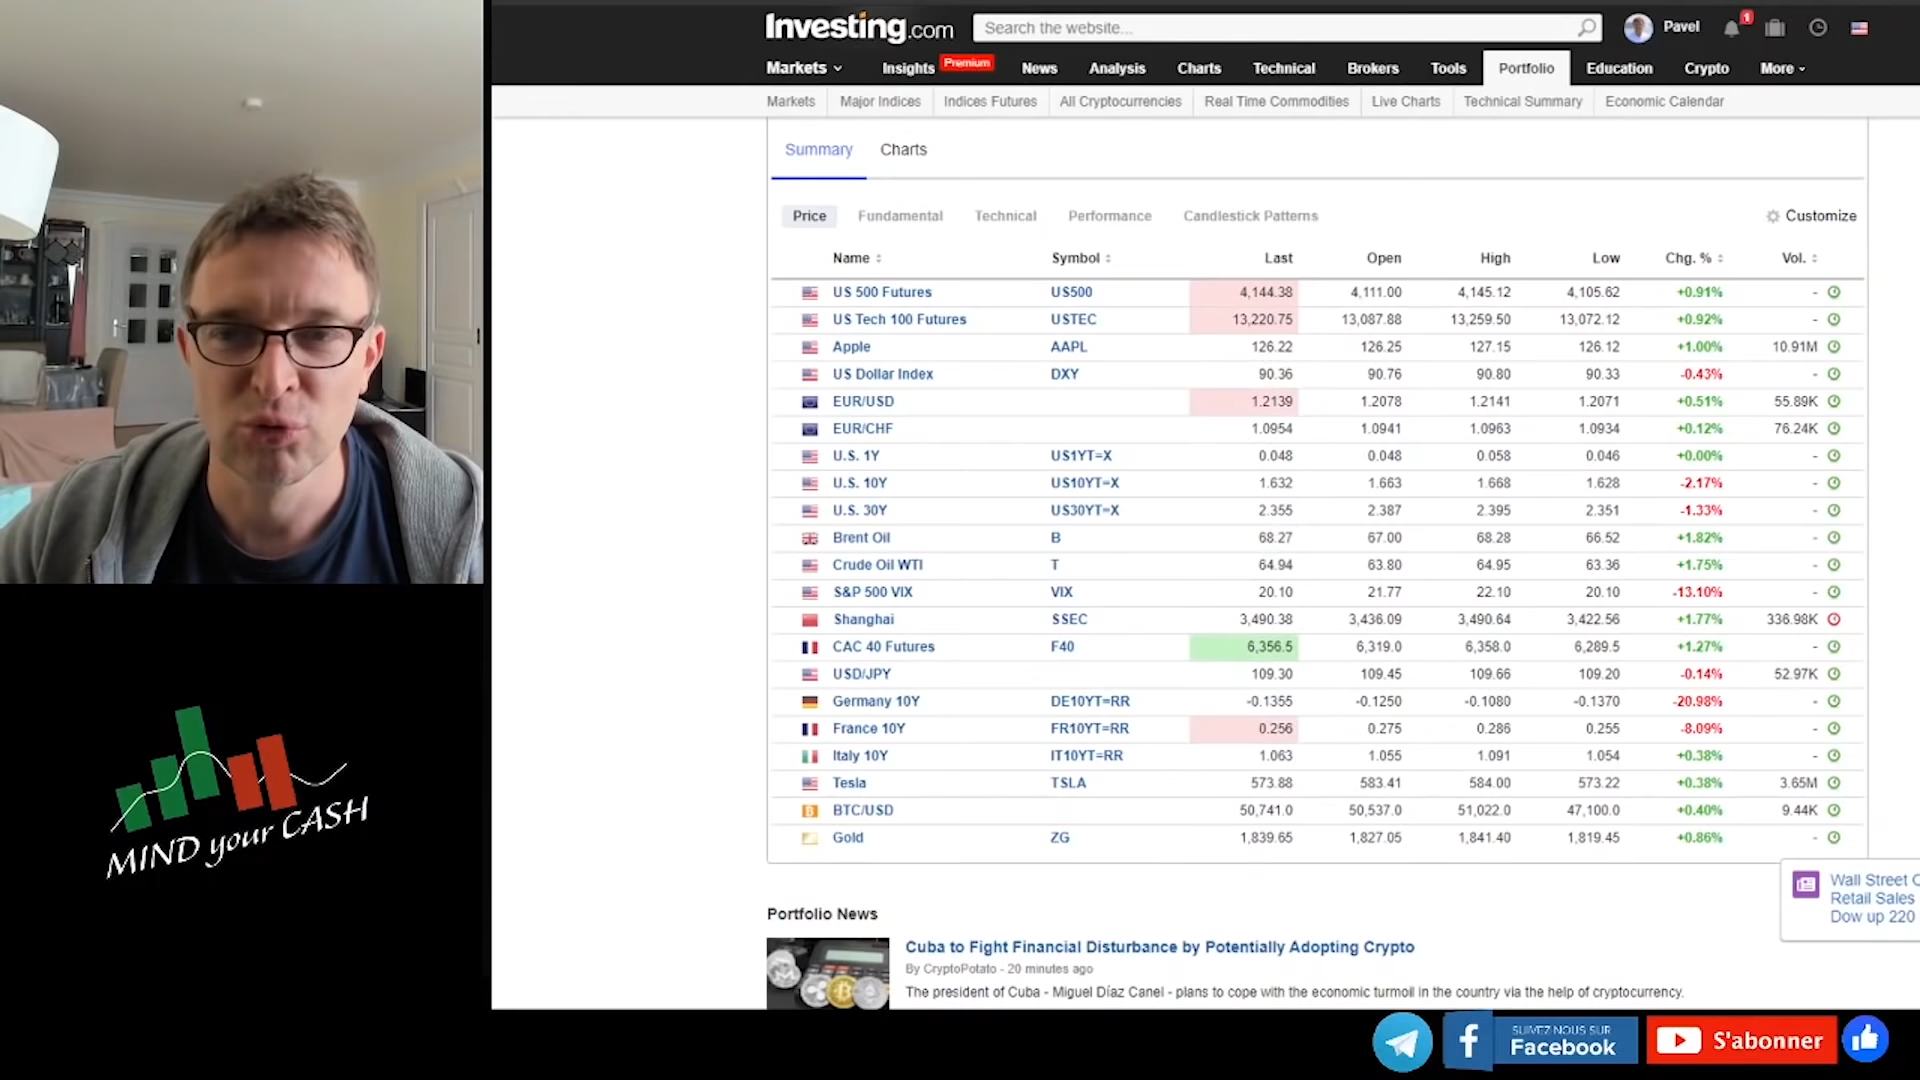 Investing.com
Search the website...
Pavel
1
Markets Insights Premium News Analysis Charts Technical Brokers Tools Portfolio Education Crypto More
Markets Major Indices Indices Futures All Cryptocurrencies Real Time Commodities Live Charts Technical Summary Economic Calendar
Summary Charts
Price Fundamental Technical Performance Candlestick Patterns Customize
Name Symbol Last Open High Low Chg. % Vol.
US 500 Futures US500 4,144.38 4,111.00 4,145.12 4,105.62 +0.91% -
US Tech 100 Futures USTEC 13,220.75 13,087.88 13,259.50 13,072.12 +0.92% -
Apple AAPL 126.22 126.25 127.15 126.12 +1.00% 10.91M
US Dollar Index DXY 90.36 90.76 90.80 90.33 -0.43% -
EUR/USD 1.2139 1.2078 1.2141 1.2071 +0.51% 55.89K
EUR/CHF 1.0954 1.0941 1.0963 1.0934 +0.12% 76.24K
U.S. 1Y US1YT=X 0.048 0.048 0.058 0.046 +0.00% -
U.S. 10Y US10YT=X 1.632 1.663 1.668 1.628 -2.17% -
U.S. 30Y US30YT=X 2.355 2.387 2.395 2.351 -1.33% -
Brent Oil B 68.27 67.00 68.28 66.52 +1.82% -
Crude Oil WTI T 64.94 63.80 64.95 63.36 +1.75% -
S&P 500 VIX VIX 20.10 21.77 22.10 20.10 -13.10% -
Shanghai SSEC 3,490.38 3,436.09 3,490.64 3,422.56 +1.77% 336.98K
CAC 40 Futures F40 6,356.5 6,319.0 6,358.0 6,289.5 +1.27% -
USD/JPY 109.30 109.45 109.66 109.20 -0.14% 52.97K
Germany 10Y DE10YT=RR -0.1355 -0.1250 -0.1080 -0.1370 -20.98% -
France 10Y FR10YT=RR 0.256 0.275 0.286 0.255 -8.09% -
Italy 10Y IT10YT=RR 1.063 1.055 1.091 1.054 +0.38% -
Tesla TSLA 573.88 583.41 584.00 573.22 +0.38% 3.65M
BTC/USD 50,741.0 50,537.0 51,022.0 47,100.0 +0.40% 9.44K
Gold ZG 1,839.65 1,827.05 1,841.40 1,819.45 +0.86% -
Wall Street O
Retail Sales
Dow up 220
Portfolio News
Cuba to Fight Financial Disturbance by Potentially Adopting Crypto
By CryptoPotato - 20 minutes ago
The president of Cuba - Miguel Díaz Canel - plans to cope with the economic turmoil in the country via the help of cryptocurrency.
MIND your CASH
SUIVEZ NOUS SUR
Facebook
S'abonner